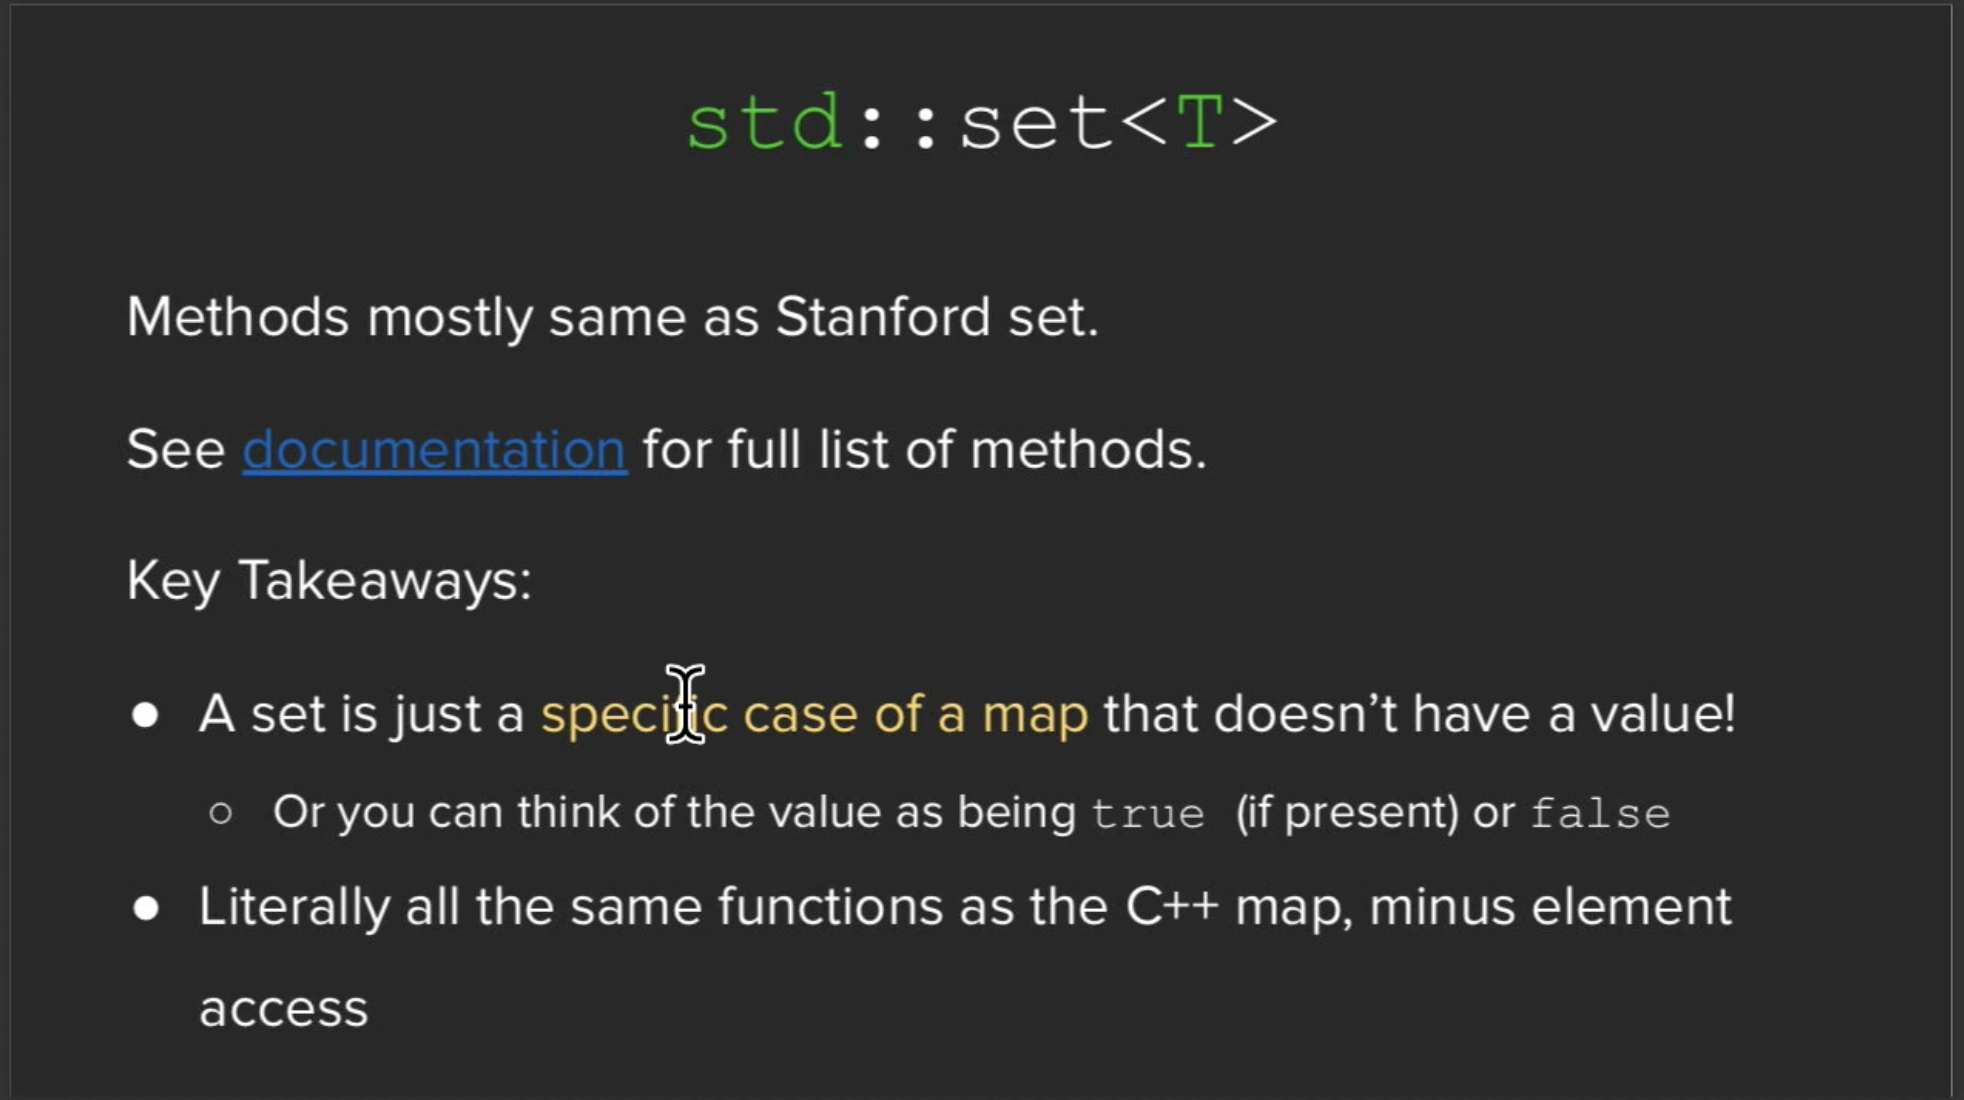 std::set<T>
Methods mostly same as Stanford set.
See documentation for full list of methods.
Key Takeaways:
● A set is just a specific case of a map that doesn’t have a value!
○ Or you can think of the value as being true (if present) or false
● Literally all the same functions as the C++ map, minus element
access